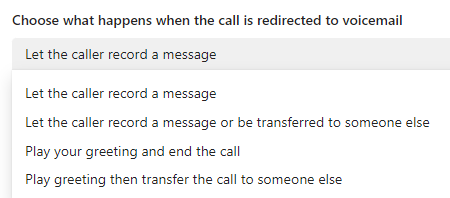 Choose what happens when the call is redirected to voicemail
Let the caller record a message
Let the caller record a message
Let the caller record a message or be transferred to someone else
Play your greeting and end the call
Play greeting then transfer the call to someone else